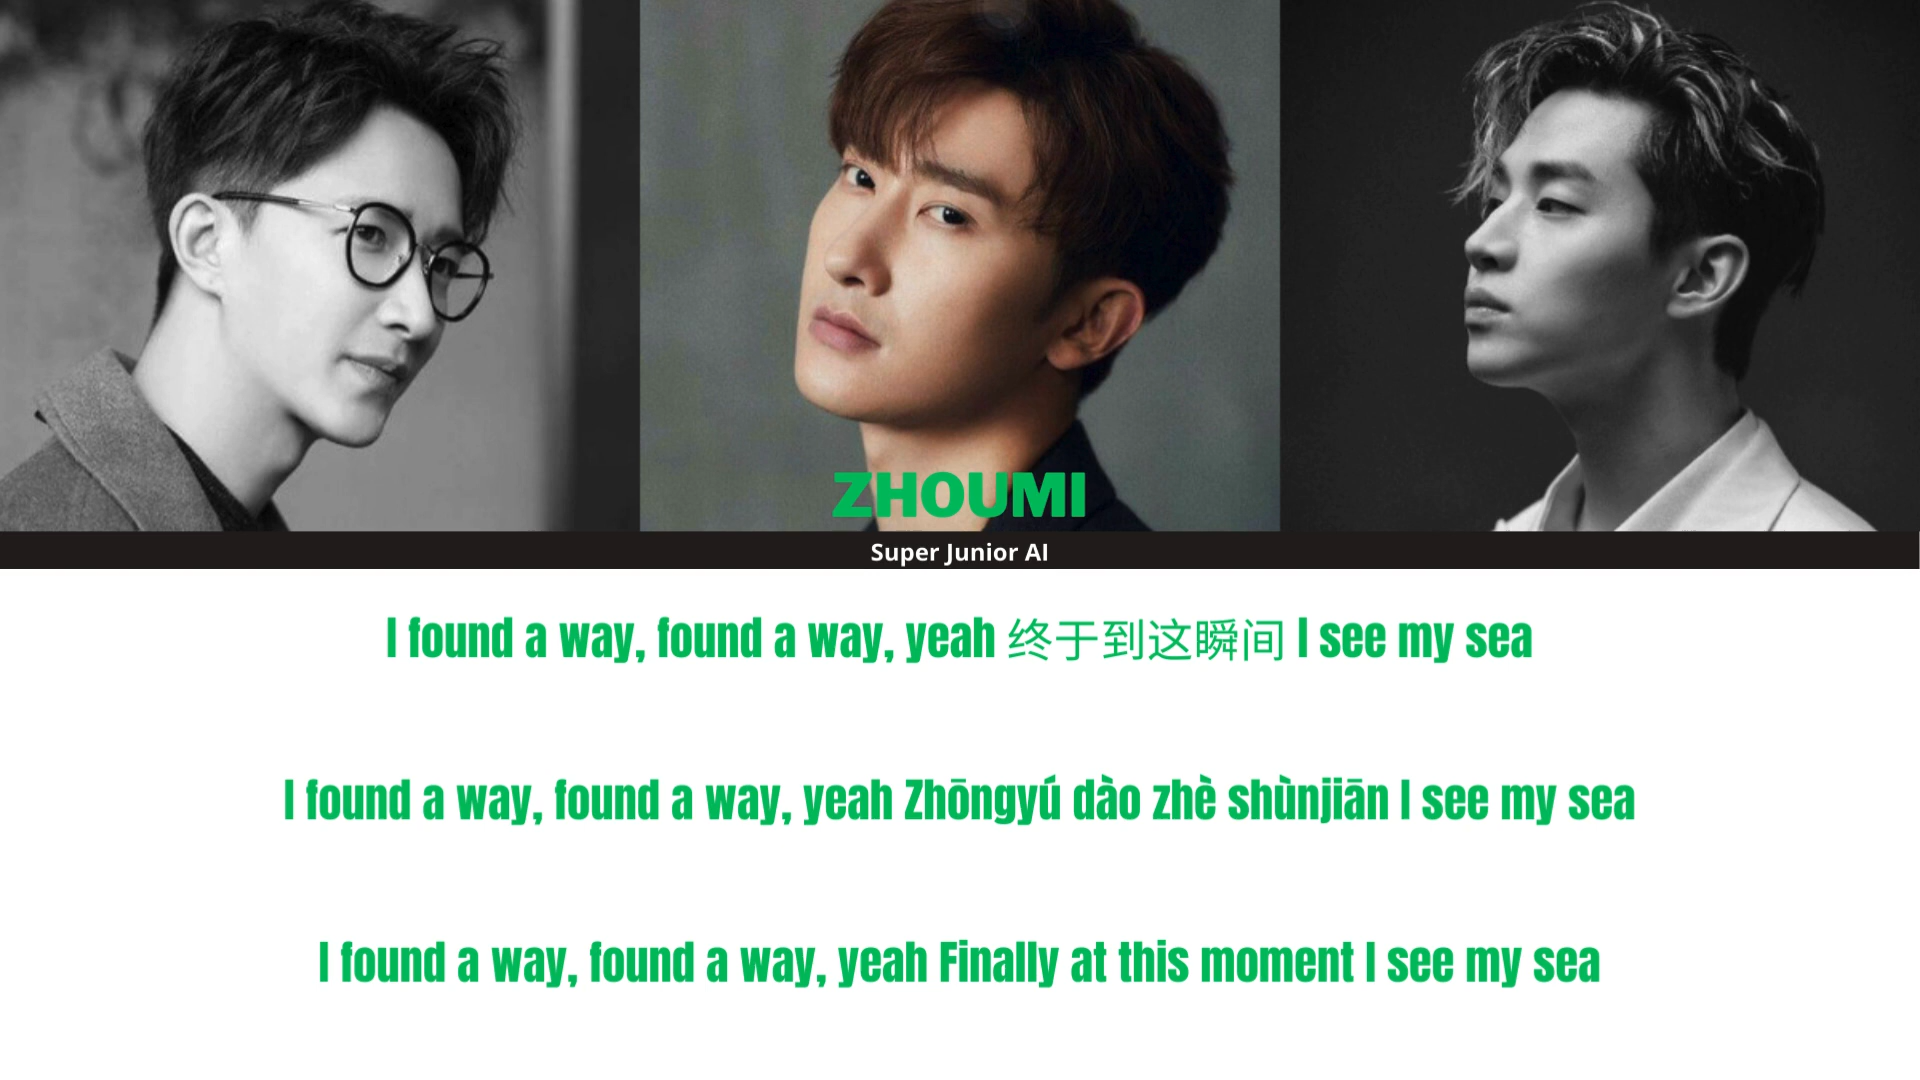 ZHOUMI
Super Junior AI
I found a way, found a way, yeah 终于到这瞬间 I see my sea
I found a way, found a way, yeah Zhōngyú dào zhè shùnjiān I see my sea
I found a way, found a way, yeah Finally at this moment I see my sea